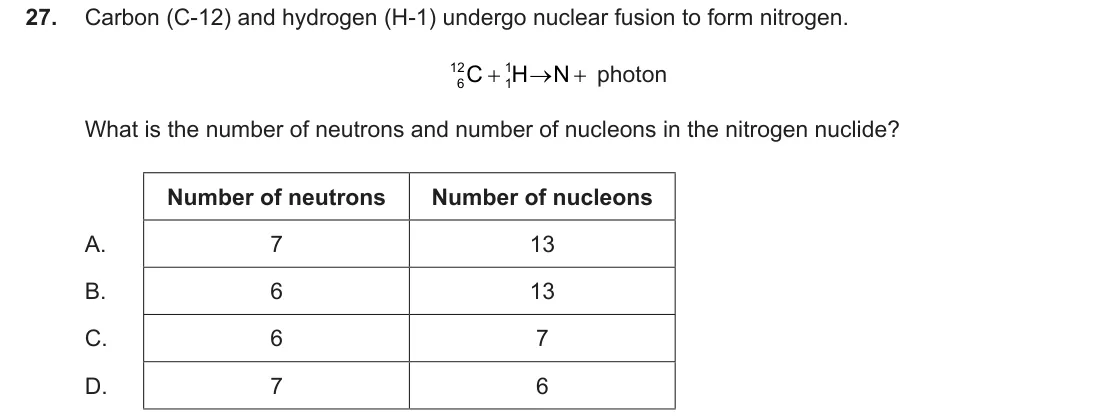 27. Carbon (C-12) and hydrogen (H-1) undergo nuclear fusion to form nitrogen.
¹²₆C + ¹₁H→N + photon
What is the number of neutrons and number of nucleons in the nitrogen nuclide?
Number of neutrons Number of nucleons
A. 7 13
B. 6 13
C. 6 7
D. 7 6